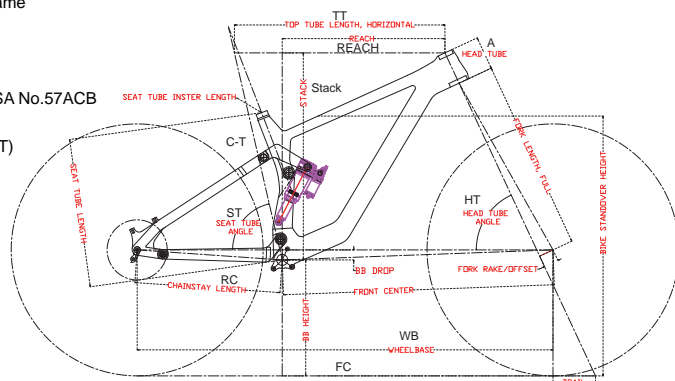 ame
TT
TOP TUBE LENGTH, HORIZONTAL
REACH
REACH
A
HEAD TUBE
Stack
STACK
SA No.57ACB
SEAT TUBE INSTER LENGTH
C-T
T)
FORK LENGTH, FULL
BIKE STANDOVER HEIGHT
SEAT TUBE LENGTH
HT
HEAD TUBE
ANGLE
ST
SEAT TUBE
ANGLE
BB DROP
FORK RAKE/OFFSET
RC
CHAINSTAY LENGTH
FRONT CENTER
BB HEIGHT
WB
WHEELBASE
FC
TRAIL